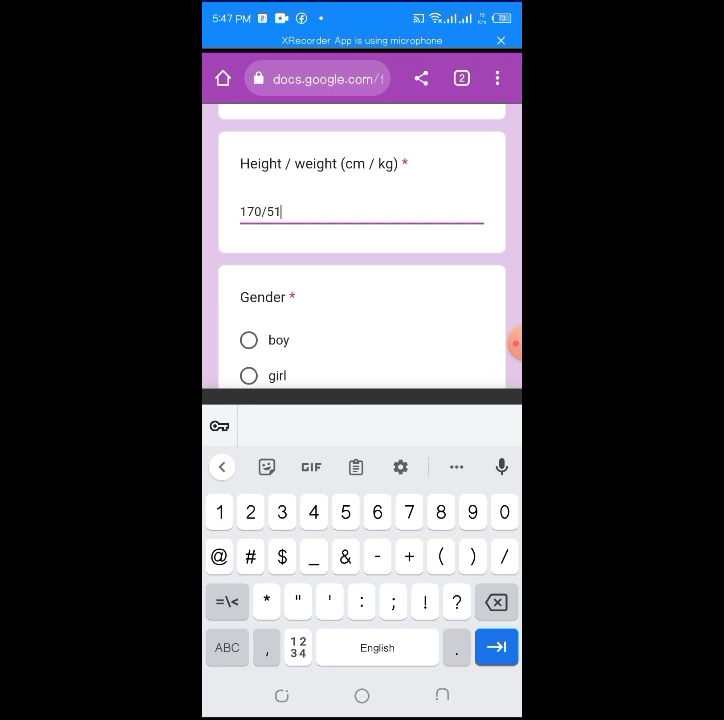 5:47 PM
XRecorder App is using microphone
docs.google.com/f
2
Height / weight (cm / kg) *
170/51
Gender *
boy
girl
GIF
1 2 3 4 5 6 7 8 9 0
@ # $ _ & - + ( ) /
=\< * " ' : ; ! ?
ABC , 12 34 English .